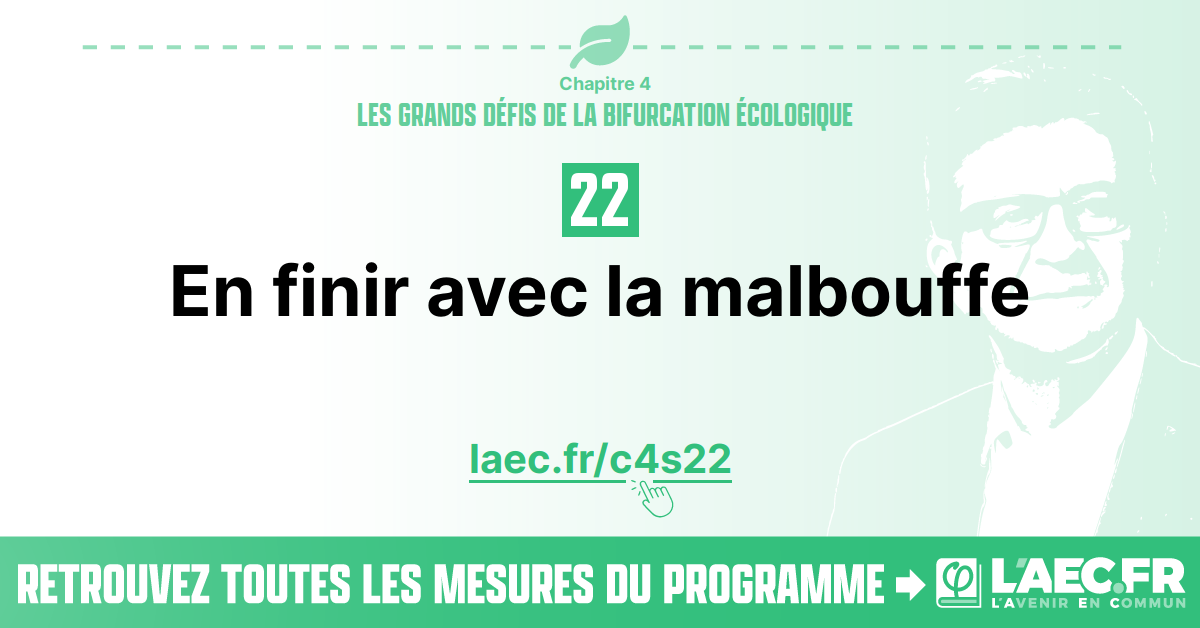 Chapitre 4
LES GRANDS DÉFIS DE LA BIFURCATION ÉCOLOGIQUE
22
En finir avec la malbouffe
laec.fr/c4s22
RETROUVEZ TOUTES LES MESURES DU PROGRAMME
φ L'AEC.FR
L'AVENIR EN COMMUN